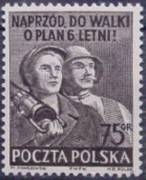 NAPRZÓD, DO WALKI
O PLAN 6 LETNI!
75 GR
POCZTA POLSKA